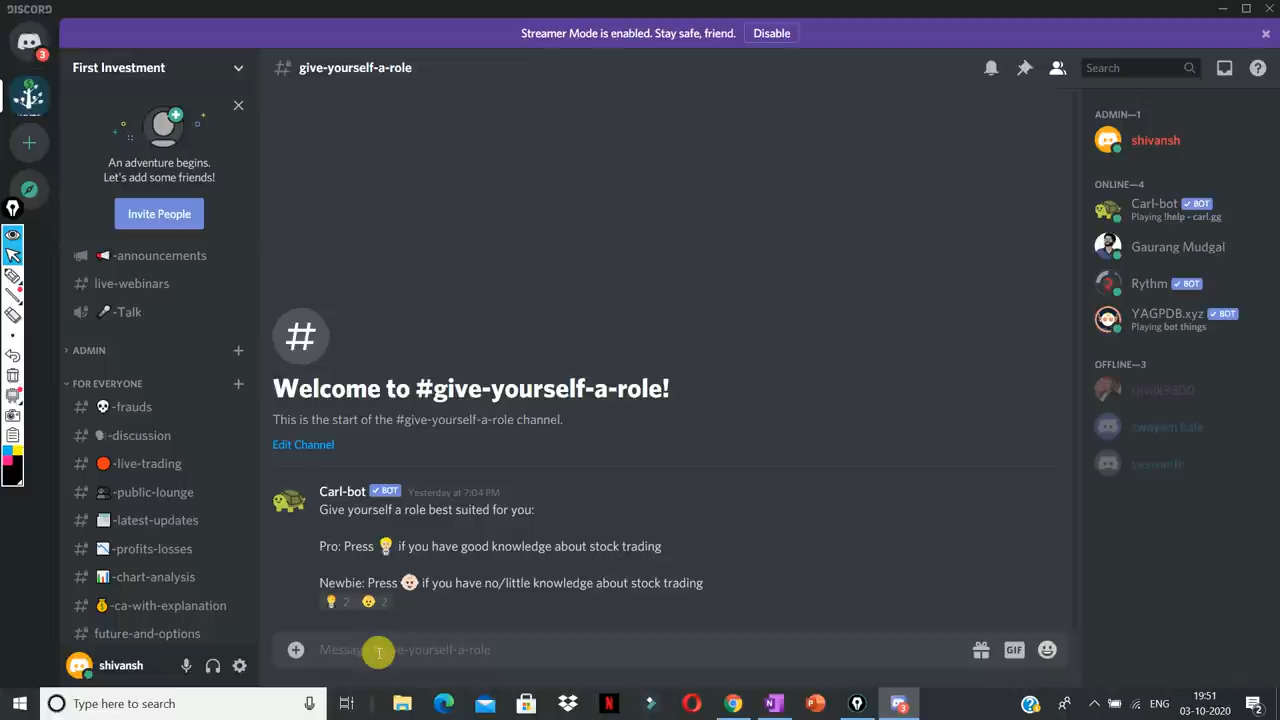 DISCORD
Streamer Mode is enabled. Stay safe, friend. Disable
3
First Investment
An adventure begins.
Let's add some friends!
Invite People
-announcements
live-webinars
-Talk
ADMIN
FOR EVERYONE
-frauds
-discussion
-live-trading
-public-lounge
-latest-updates
-profits-losses
-chart-analysis
-ca-with-explanation
future-and-options
shivansh
# give-yourself-a-role
Search
Welcome to #give-yourself-a-role!
This is the start of the #give-yourself-a-role channel.
Edit Channel
Carl-bot BOT Yesterday at 7:04 PM
Give yourself a role best suited for you:
Pro: Press if you have good knowledge about stock trading
Newbie: Press if you have no/little knowledge about stock trading
2 2
GIF
ADMIN—1
shivansh
ONLINE—4
Carl-bot BOT
Playing !help - carl.gg
Gaurang Mudgal
Rythm BOT
YAGPDB.xyz BOT
Playing bot things
OFFLINE—3
Type here to search
ENG
19:51
03-10-2020
2